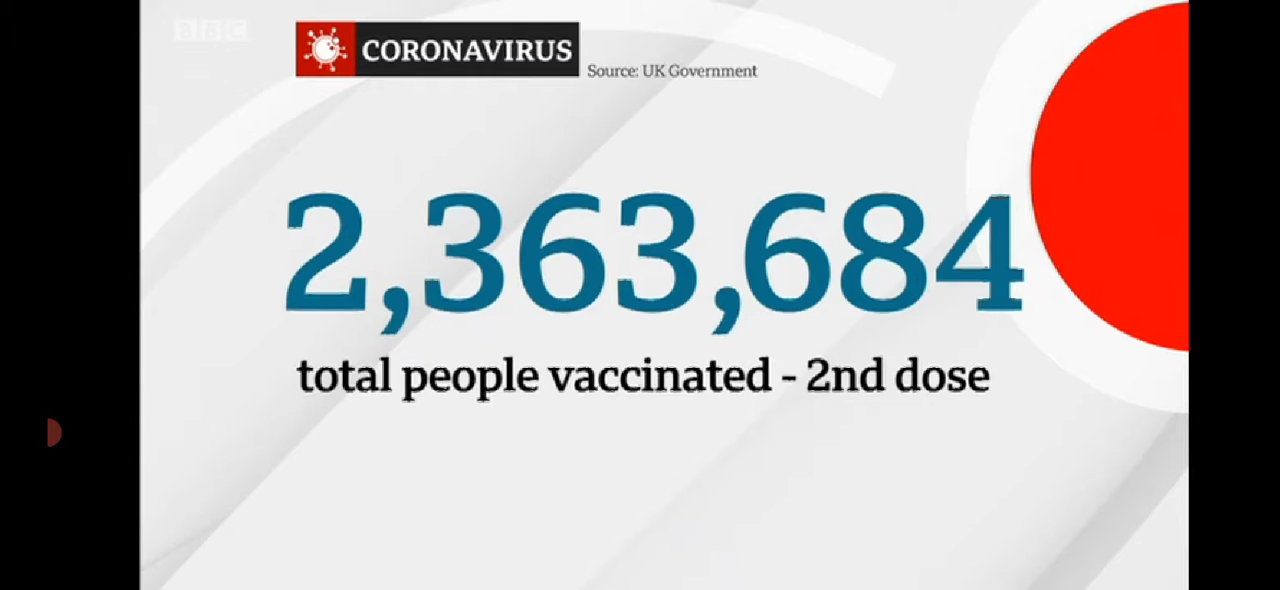 BBC
CORONAVIRUS
Source: UK Government
2,363,684
total people vaccinated - 2nd dose